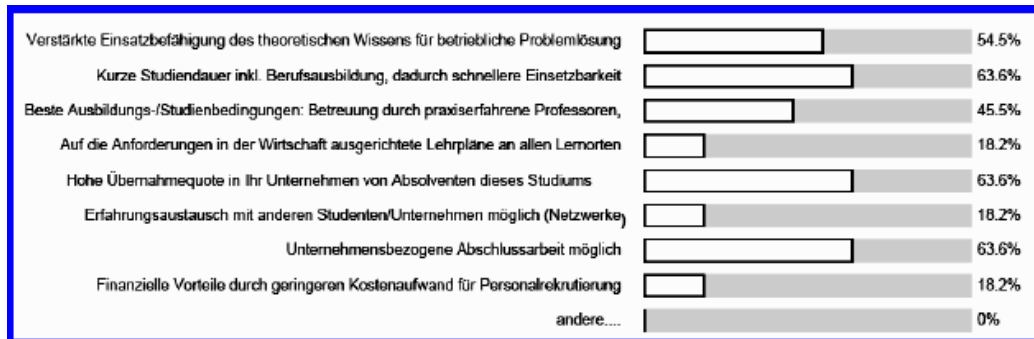 Verstärkte Einsatzbefähigung des theoretischen Wissens für betriebliche Problemlösung 54.5%
Kurze Studiendauer inkl. Berufsausbildung, dadurch schnellere Einsetzbarkeit 63.6%
Beste Ausbildungs-/Studienbedingungen: Betreuung durch praxiserfahrene Professoren, 45.5%
Auf die Anforderungen in der Wirtschaft ausgerichtete Lehrpläne an allen Lernorten 18.2%
Hohe Übernahmequote in Ihr Unternehmen von Absolventen dieses Studiums 63.6%
Erfahrungsaustausch mit anderen Studenten/Unternehmen möglich (Netzwerke) 18.2%
Unternehmensbezogene Abschlussarbeit möglich 63.6%
Finanzielle Vorteile durch geringeren Kostenaufwand für Personalrekrutierung 18.2%
andere.... 0%